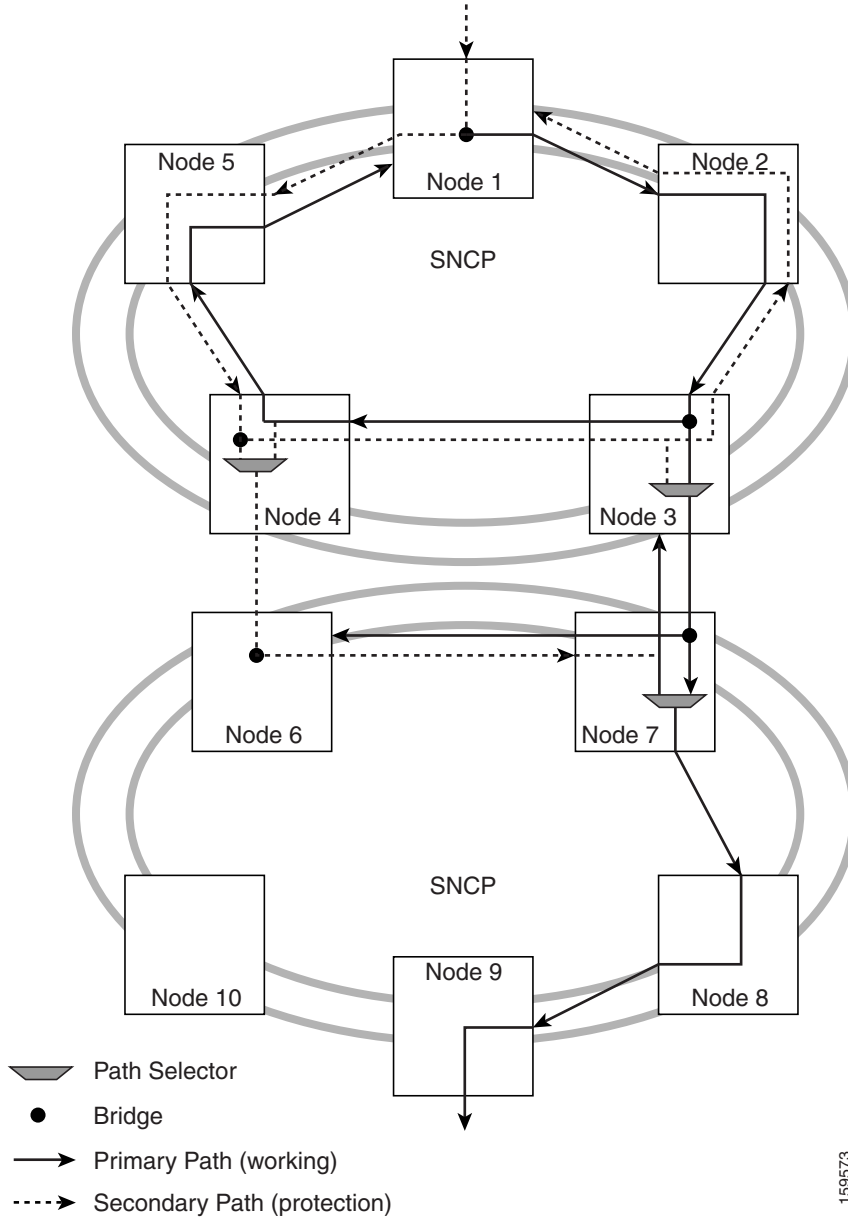 Node 5
Node 1
Node 2
SNCP
Node 4
Node 3
Node 6
Node 7
SNCP
Node 10
Node 9
Node 8
Path Selector
Bridge
Primary Path (working)
Secondary Path (protection)
159573